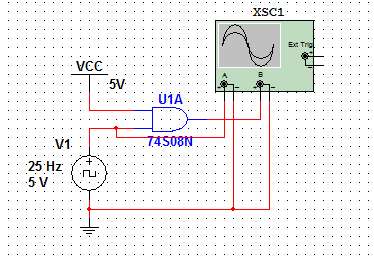 XSC1
Ext Trig
+
−
A
B
+ − + −
VCC
5V
U1A
74S08N
V1
+
25 Hz
5 V